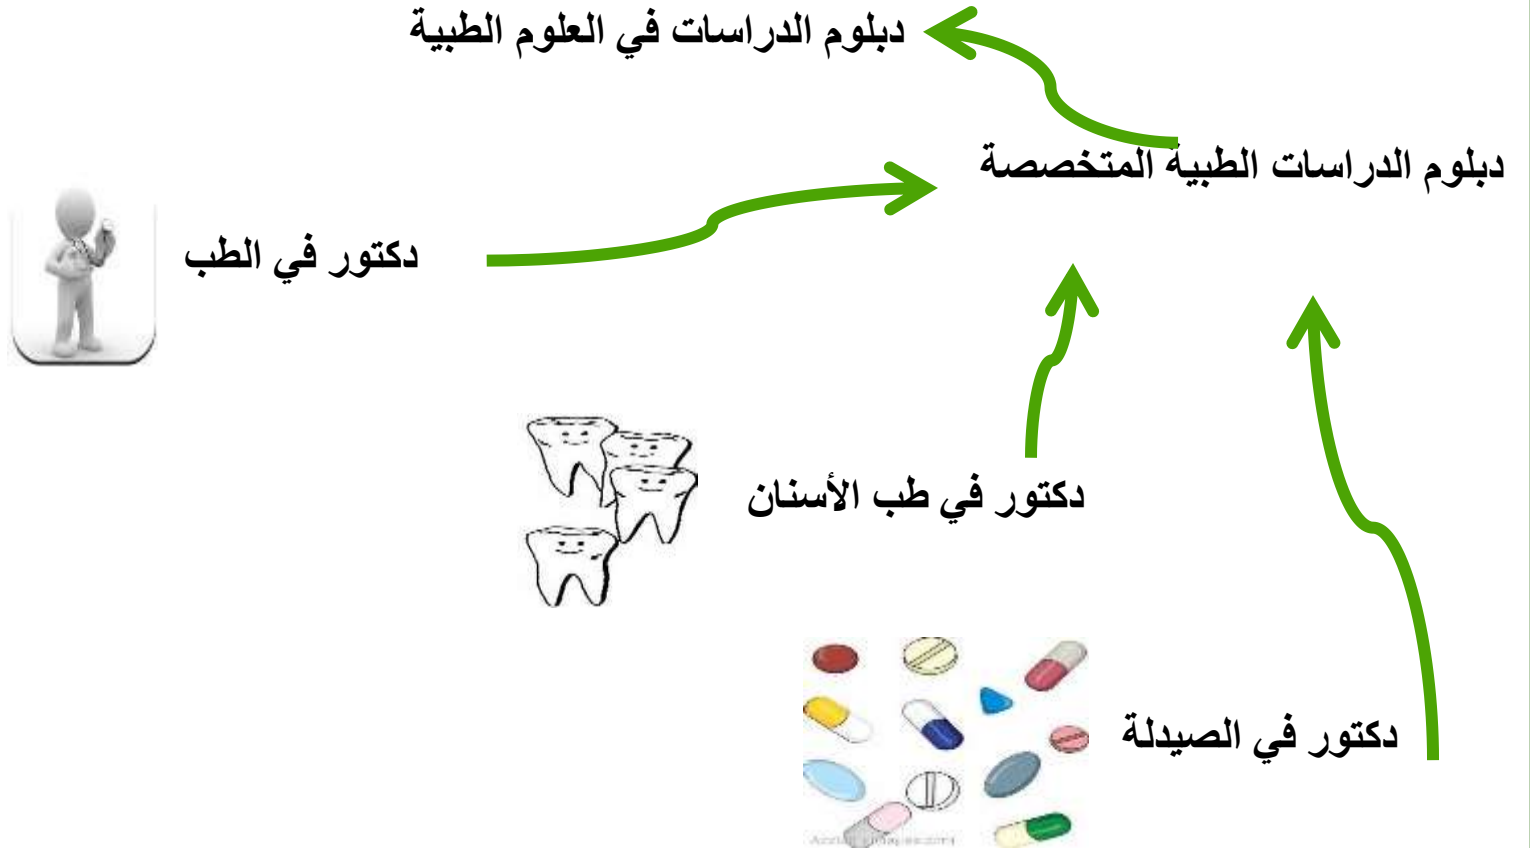 دبلوم الدراسات في العلوم الطبية
دبلوم الدراسات الطبية المتخصصة
دكتور في الطب
دكتور في طب الأسنان
دكتور في الصيدلة